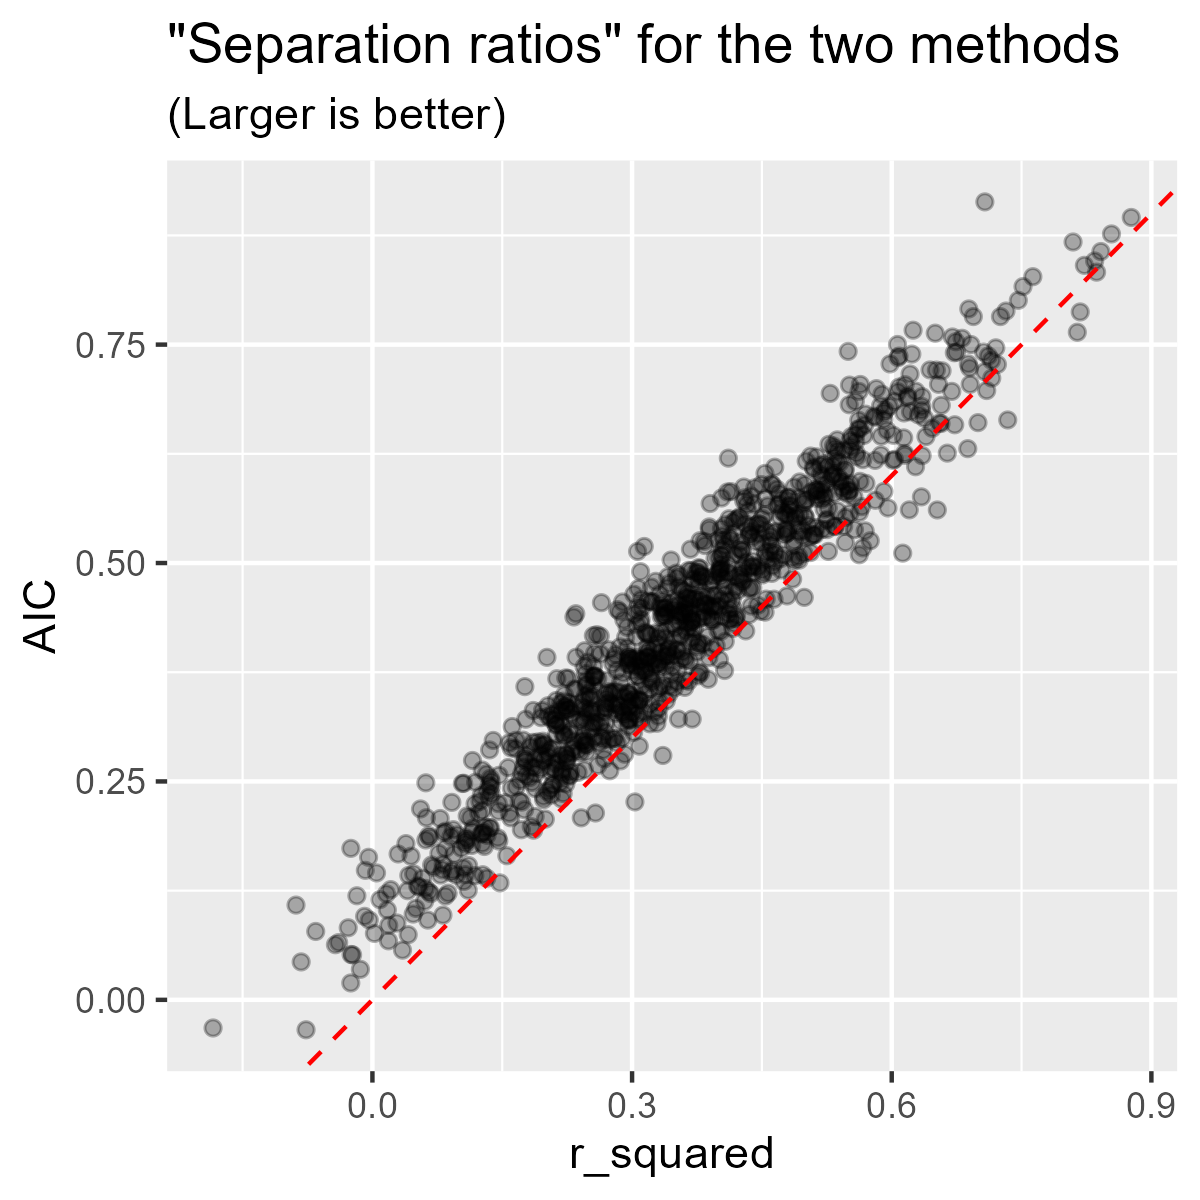 "Separation ratios" for the two methods
(Larger is better)
0.75
0.50
0.25
0.00
AIC
0.0
0.3
0.6
0.9
r_squared